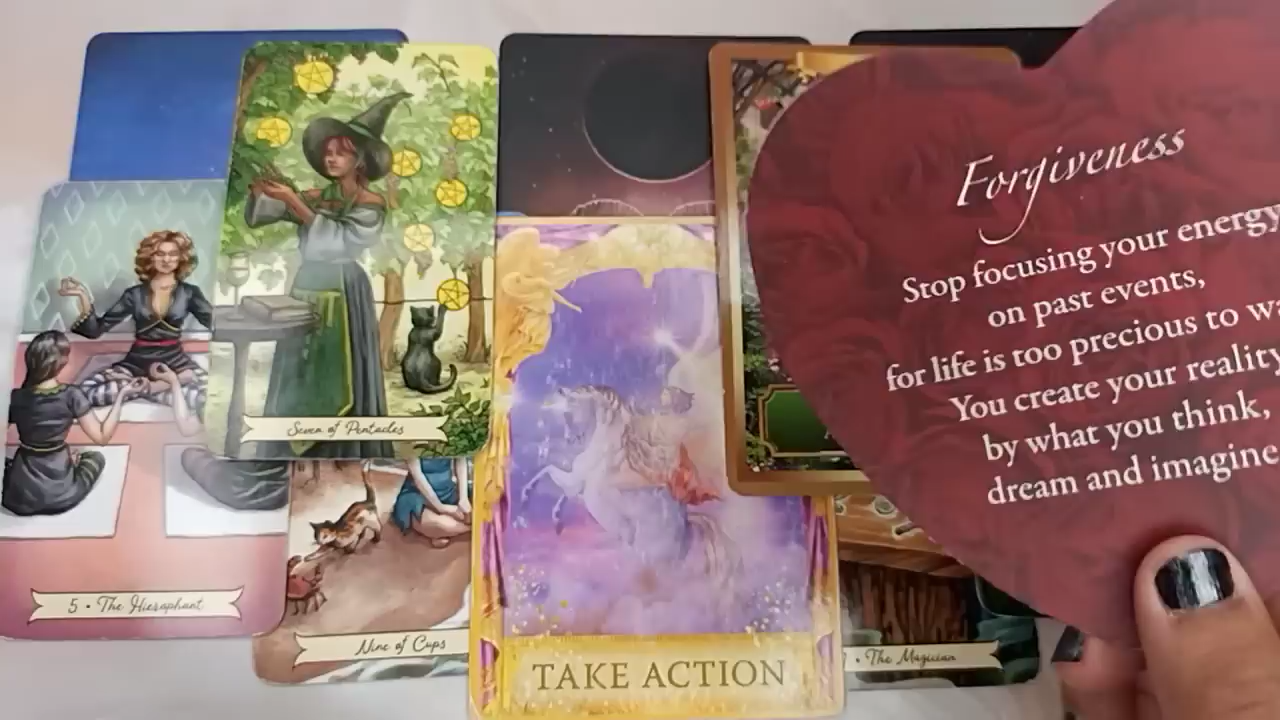 Forgiveness
Stop focusing your energy
on past events,
for life is too precious to
You create your reality
by what you think,
dream and imagine
Seven of Pentacles
5 • The Hierophant
Nine of Cups
TAKE ACTION
• The Magician